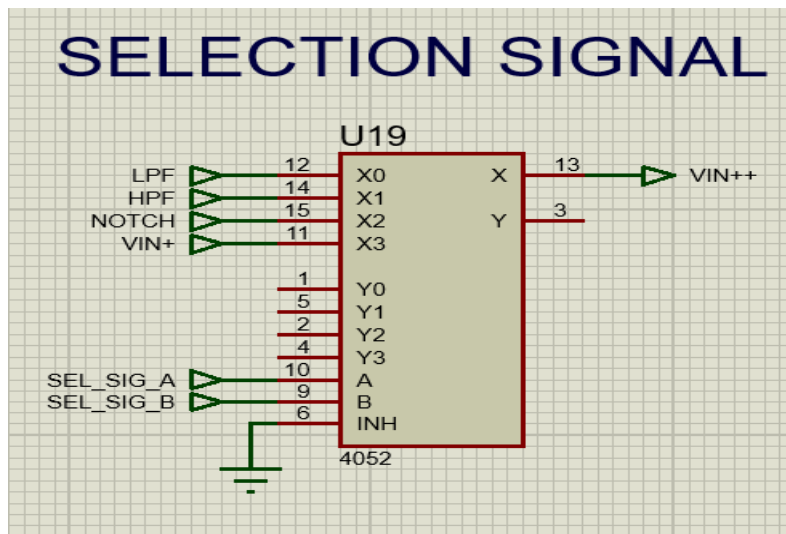 SELECTION SIGNAL
U19
LPF 12 X0 X 13 VIN++
HPF 14 X1
NOTCH 15 X2 Y 3
VIN+ 11 X3
1 Y0
5 Y1
2 Y2
4 Y3
SEL_SIG_A 10 A
SEL_SIG_B 9 B
6 INH
4052